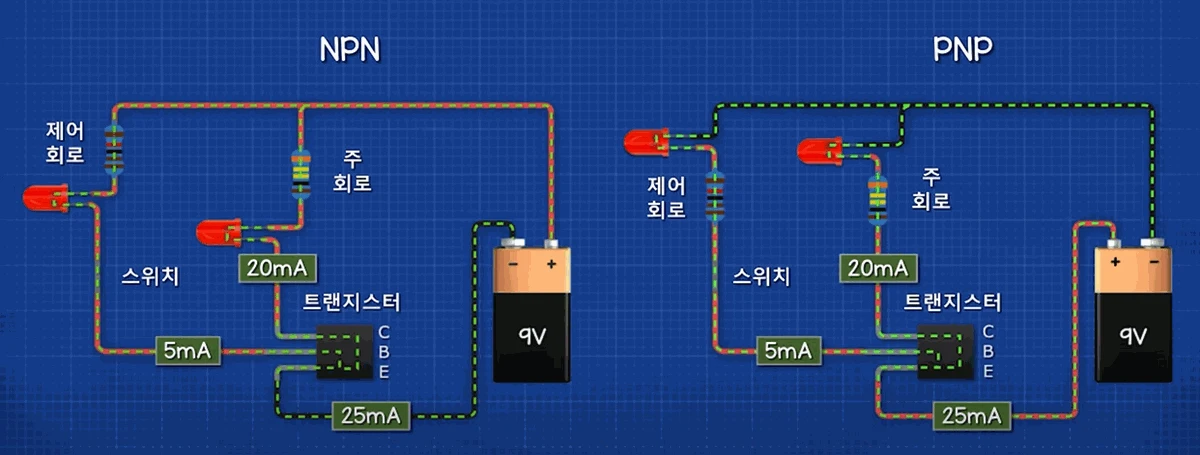 NPN
제어
회로
주
회로
20mA
스위치
트랜지스터
C
B
E
5mA
25mA
- +
9V
PNP
제어
회로
주
회로
20mA
스위치
트랜지스터
C
B
E
5mA
25mA
+ -
9V